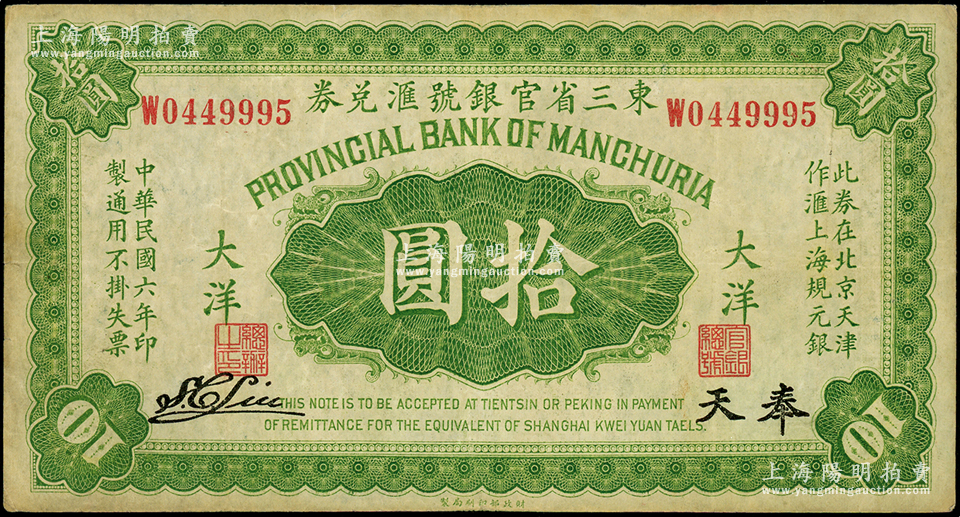 上海陽明拍賣
www.yangmingauction.com
拾圓
拾圓
東三省官銀號滙兌券
W0449995
W0449995
PROVINCIAL BANK OF MANCHURIA
此券在北京天津
作滙上海規元銀
中華民國六年印
製通用不掛失票
大洋
大洋
拾圓
上海陽明拍賣
www.yangmingauction.com
官銀
總號
總辦
之印
THIS NOTE IS TO BE ACCEPTED AT TIENTSIN OR PEKING IN PAYMENT
OF REMITTANCE FOR THE EQUIVALENT OF SHANGHAI KWEI YUAN TAELS.
奉天
10
10
財政部印刷局製
上海陽明拍賣
www.yangmingauction.com